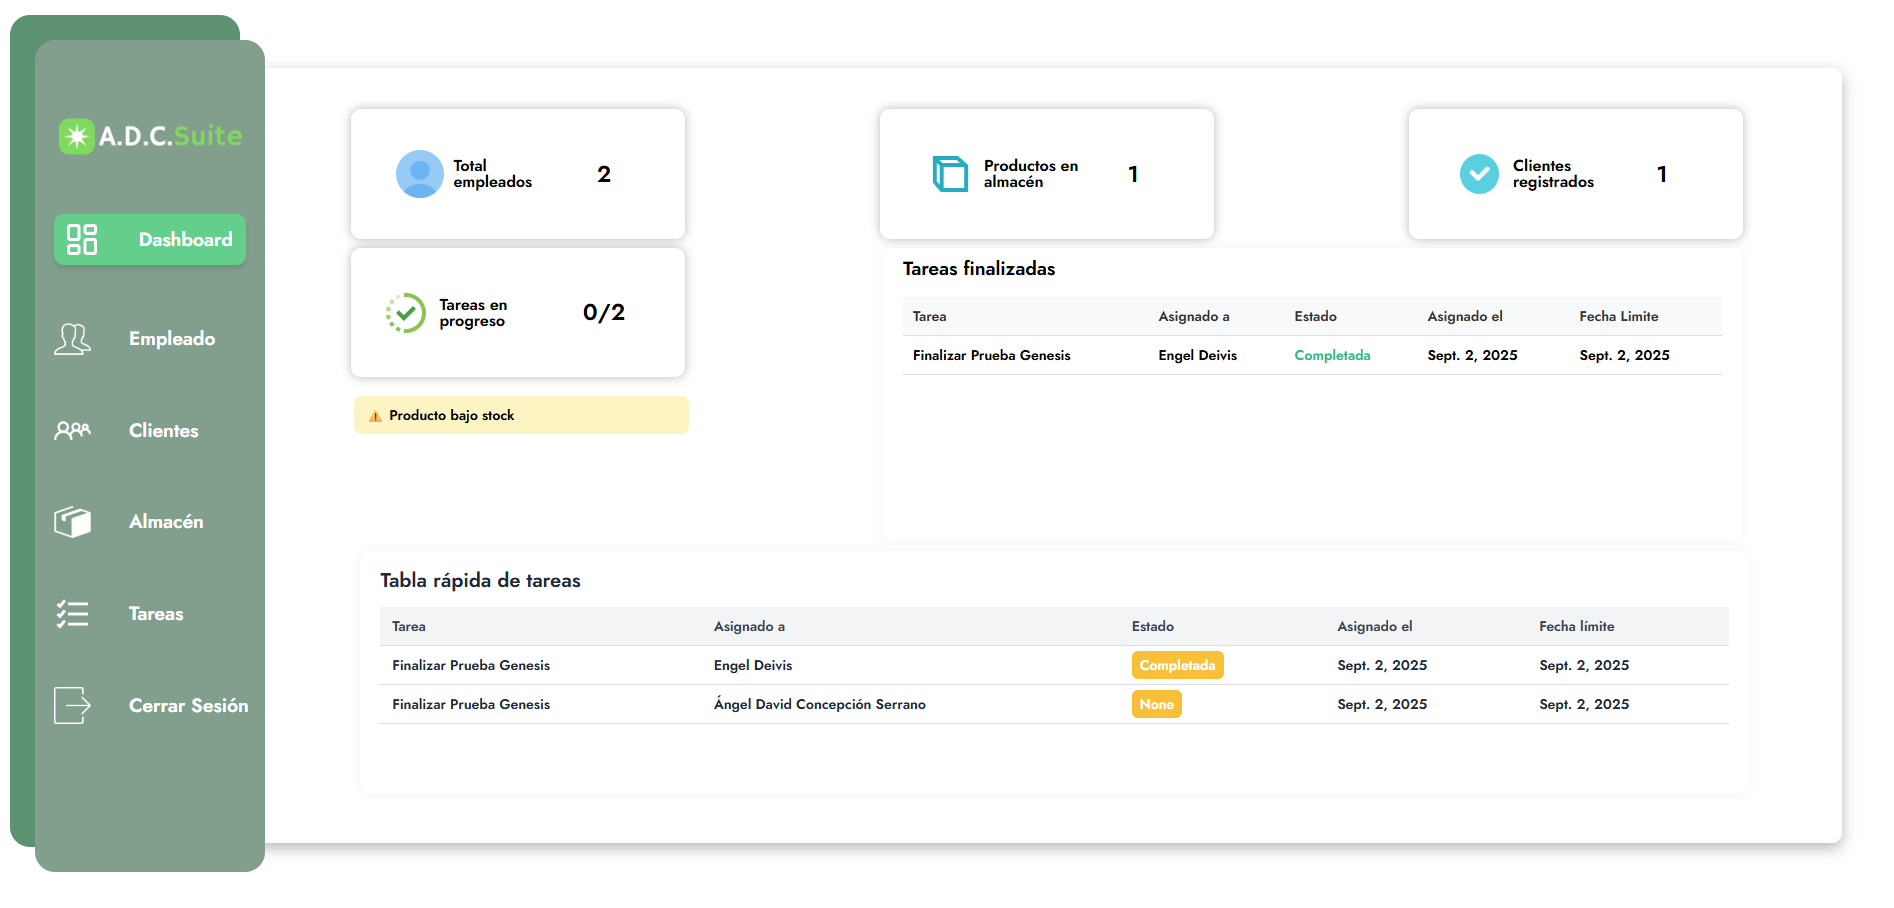 A.D.C.Suite
Dashboard
Empleado
Clientes
Almacén
Tareas
Cerrar Sesión
Total
empleados
2
Productos en
almacén
1
Clientes
registrados
1
Tareas en
progreso
0/2
Producto bajo stock
Tareas finalizadas
Tarea Asignado a Estado Asignado el Fecha Limite
Finalizar Prueba Genesis Engel Deivis Completada Sept. 2, 2025 Sept. 2, 2025
Tabla rápida de tareas
Tarea Asignado a Estado Asignado el Fecha límite
Finalizar Prueba Genesis Engel Deivis Completada Sept. 2, 2025 Sept. 2, 2025
Finalizar Prueba Genesis Ángel David Concepción Serrano None Sept. 2, 2025 Sept. 2, 2025